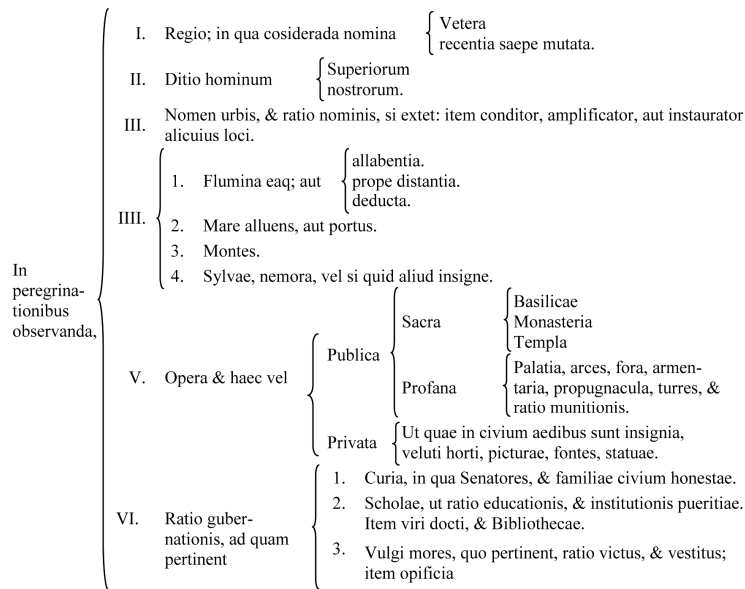 In
peregrina-
tionibus
observanda,
I. Regio; in qua cosiderada nomina
Vetera
recentia saepe mutata.
II. Ditio hominum
Superiorum
nostrorum.
III. Nomen urbis, & ratio nominis, si extet: item conditor, amplificator, aut instaurator
alicuius loci.
IIII.
1. Flumina eaq; aut
allabentia.
prope distantia.
deducta.
2. Mare alluens, aut portus.
3. Montes.
4. Sylvae, nemora, vel si quid aliud insigne.
V. Opera & haec vel
Publica
Sacra
Basilicae
Monasteria
Templa
Profana
Palatia, arces, fora, armen-
taria, propugnacula, turres, &
ratio munitionis.
Privata
Ut quae in civium aedibus sunt insignia,
veluti horti, picturae, fontes, statuae.
VI. Ratio guber-
nationis, ad quam
pertinent
1. Curia, in qua Senatores, & familiae civium honestae.
2. Scholae, ut ratio educationis, & institutionis pueritiae.
Item viri docti, & Bibliothecae.
3. Vulgi mores, quo pertinent, ratio victus, & vestitus;
item opificia